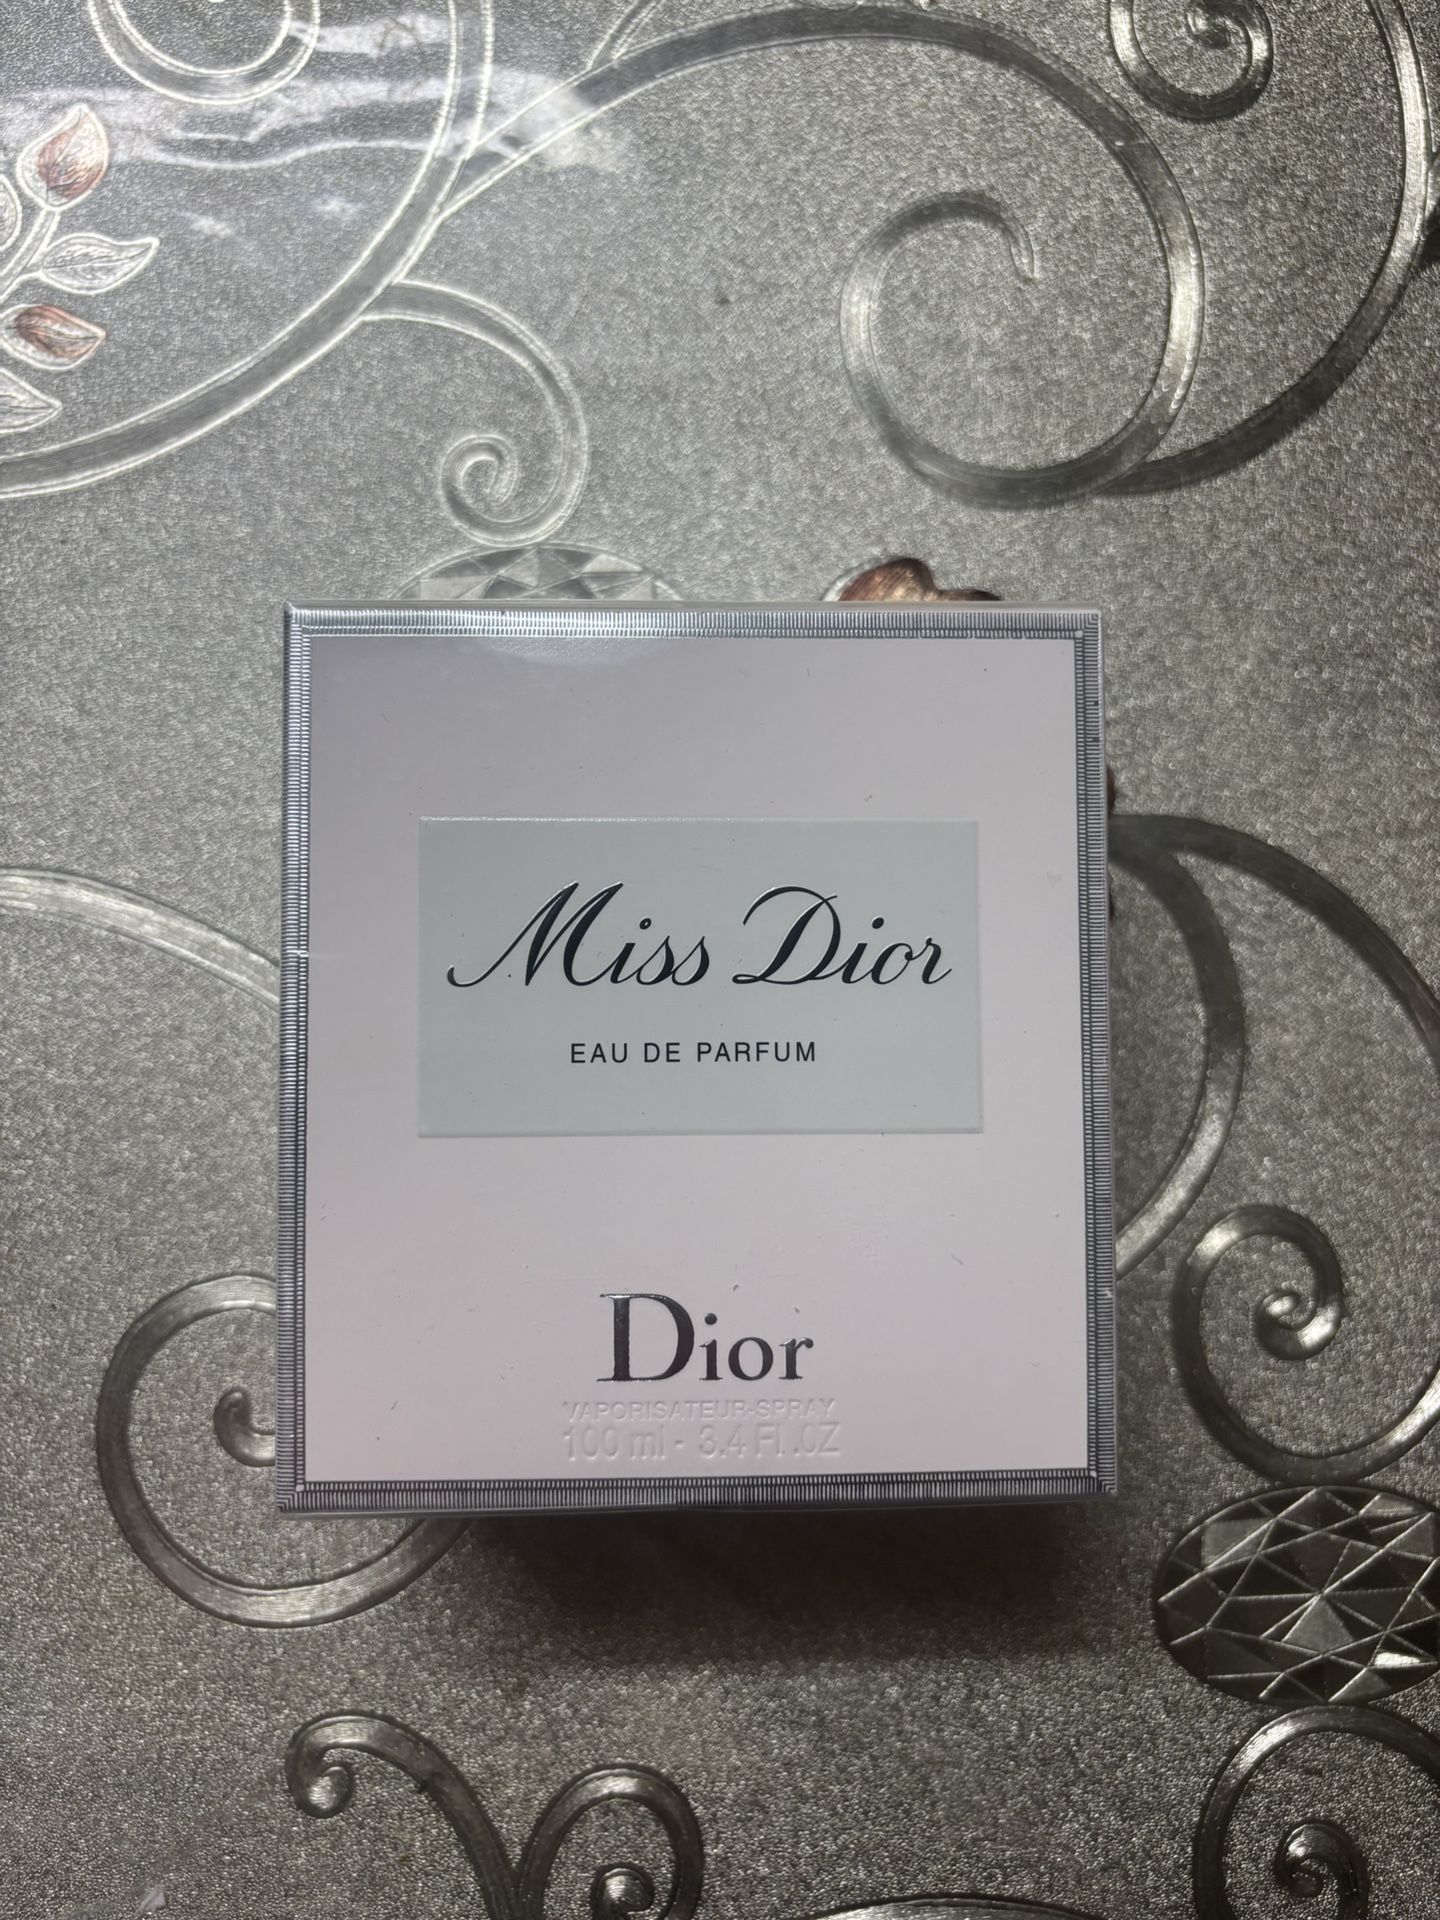 Miss Dior
EAU DE PARFUM
Dior
VAPORISATEUR-SPRAY
100 ml - 3.4 Fl .OZ